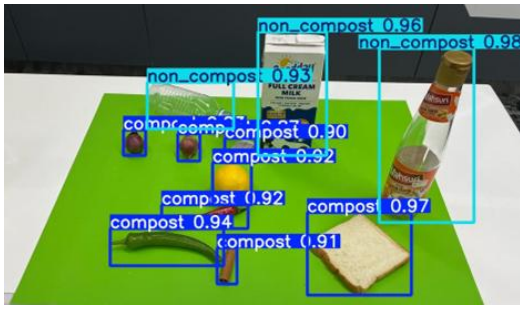 non_compost 0.96
non_compost 0.98
non_compost 0.93
FULL CREAM
MILK
compost 0.90
compost 0.92
compost 0.92
compost 0.97
compost 0.94
compost 0.91